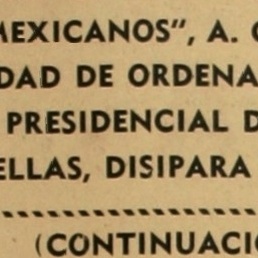 MEXICANOS", A.
DAD DE ORDENA
PRESIDENCIAL D
ELLAS, DISIPARA
(CONTINUACI